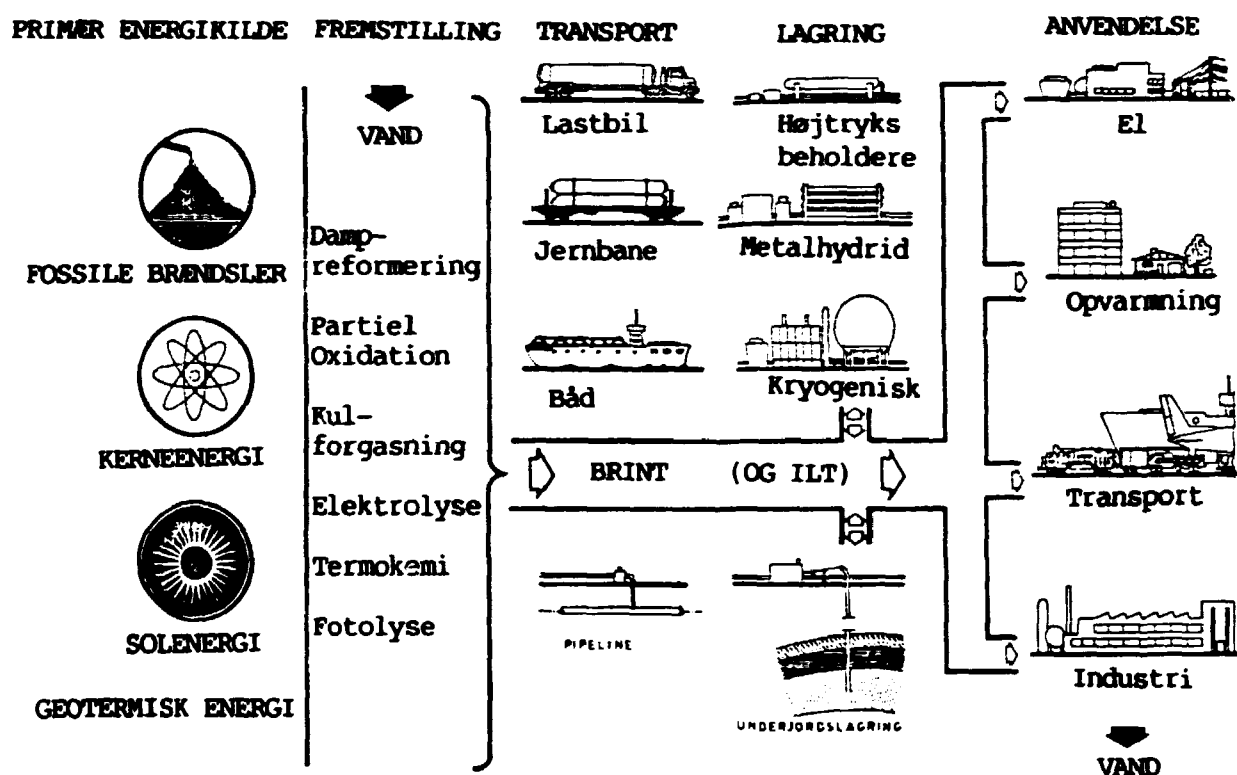 PRIMÆR ENERGIKILDE
FOSSILE BRÆNDSLER
KERNEENERGI
SOLENERGI
GEOTERMISK ENERGI
FREMSTILLING
VAND
Damp-
reformering
Partiel
Oxidation
Kul-
forgasning
Elektrolyse
Termokemi
Fotolyse
TRANSPORT
Lastbil
Jernbane
Båd
BRINT (OG ILT)
PIPELINE
LAGRING
Højtryks
beholdere
Metalhydrid
Kryogenisk
UNDERJORDSLAGRING
ANVENDELSE
El
Opvarmning
Transport
Industri
VAND